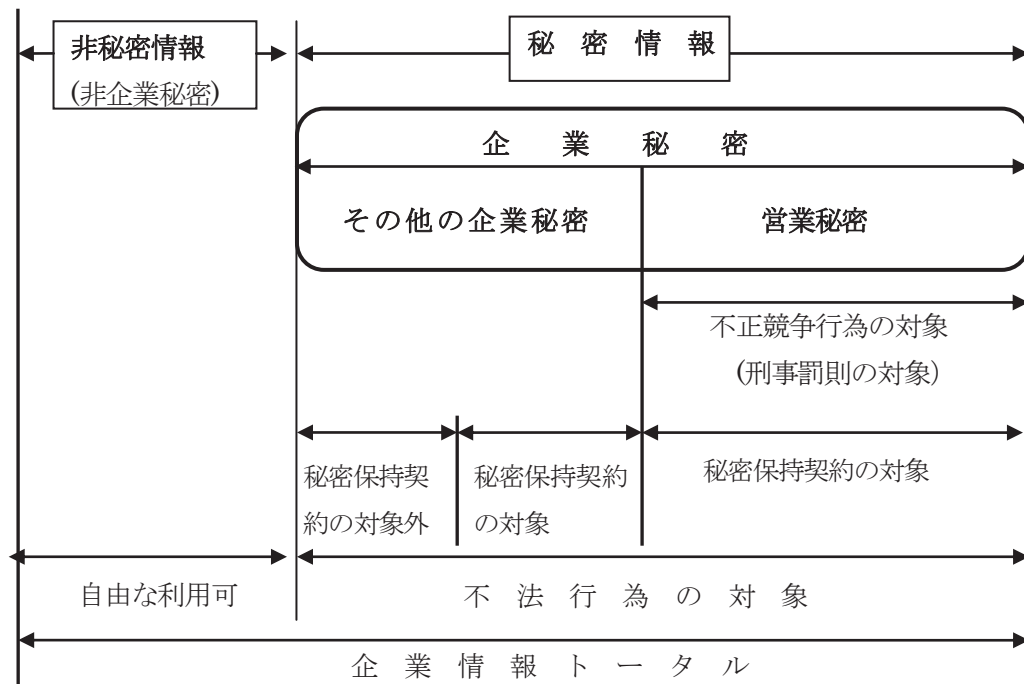 非秘密情報
(非企業秘密)
秘 密 情 報
企 業 秘 密
その他の企業秘密
営業秘密
不正競争行為の対象
(刑事罰則の対象)
秘密保持契
約の対象外
秘密保持契約
の対象
秘密保持契約の対象
自由な利用可
不 法 行 為 の 対 象
企 業 情 報 ト ー タ ル